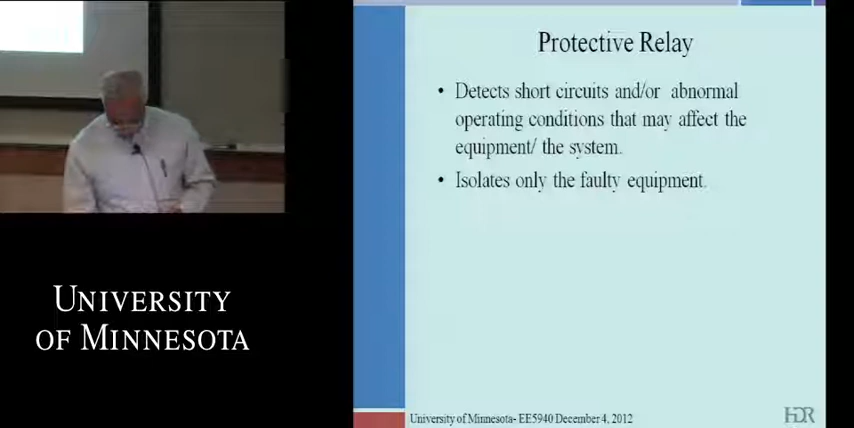 Protective Relay
• Detects short circuits and/or abnormal
operating conditions that may affect the
equipment/ the system.
• Isolates only the faulty equipment.
UNIVERSITY
OF MINNESOTA
University of Minnesota- EE5940 December 4, 2012
HDR